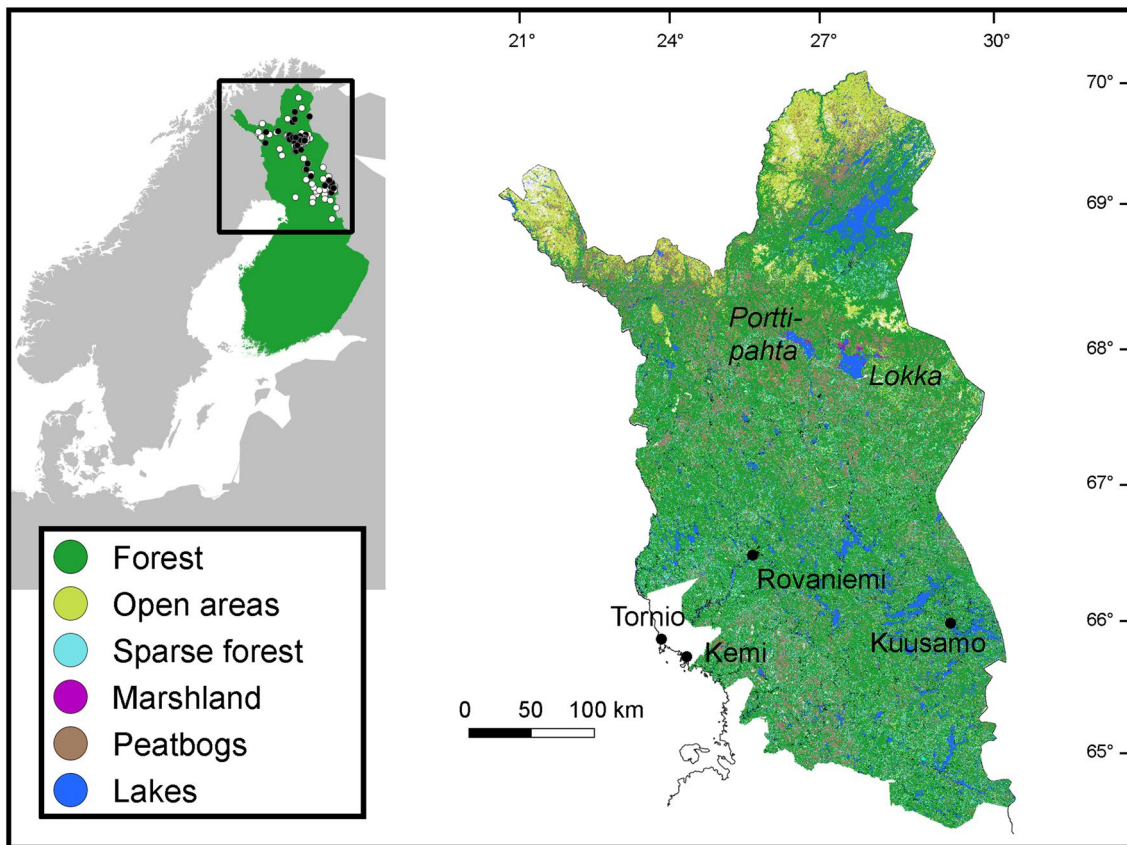 21°
24°
27°
30°
70°
69°
Portti-
pahta
68°
Lokka
67°
Forest
Open areas
Sparse forest
Marshland
Peatbogs
Lakes
Rovaniemi
Tornio
66°
Kuusamo
Kemi
0 50 100 km
65°